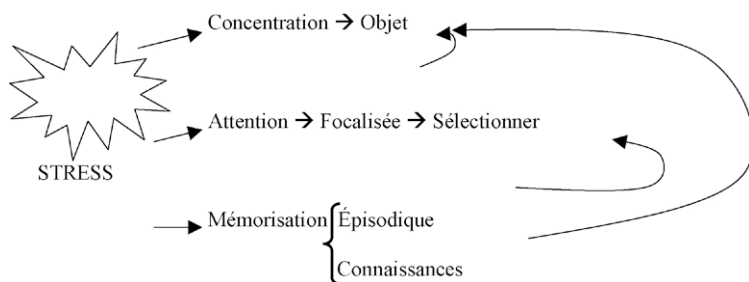 Concentration → Objet
Attention → Focalisée → Sélectionner
STRESS
Mémorisation Épisodique
Connaissances